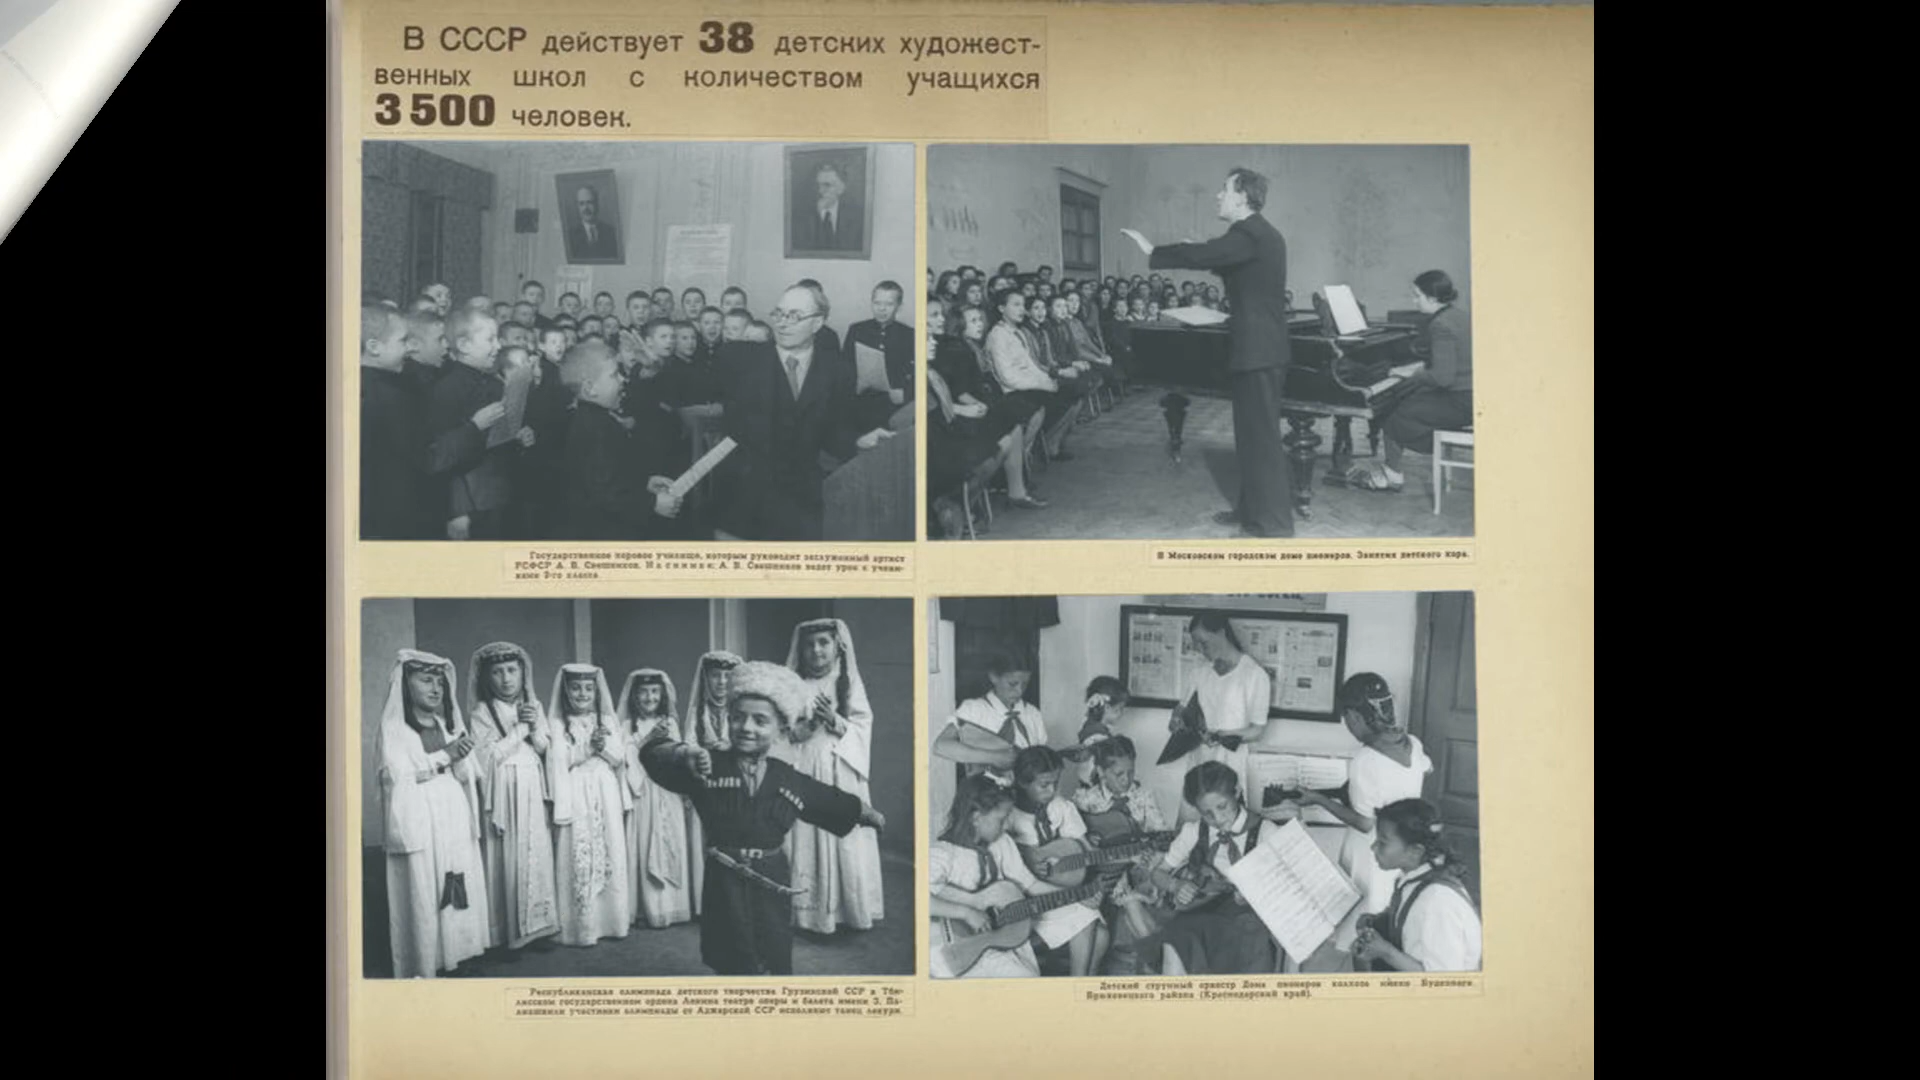 В СССР действует 38 детских художест-
венных школ с количеством учащихся
3 500 человек.
Государственное хоровое училище, которым руководит заслуженный артист
РСФСР А. В. Свешников. На снимке: А. В. Свешников ведет урок с учени-
ками 2-го класса.
В Московском городском доме пионеров. Занятия детского хора.
Республиканская олимпиада детского творчества Грузинской ССР в Тби-
лисском государственном ордена Ленина театре оперы и балета имени З. Па-
лиашвили участники олимпиады от Аджарской ССР исполняют танец лекури.
Детский струнный оркестр Дома пионеров колхоза имени Буденного.
Брюховецкого района (Краснодарский край).